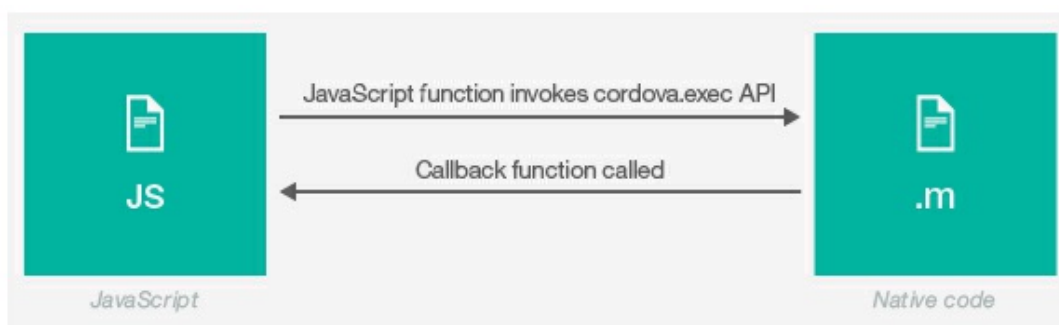 JavaScript function invokes cordova.exec API
Callback function called
JS
.m
JavaScript
Native code